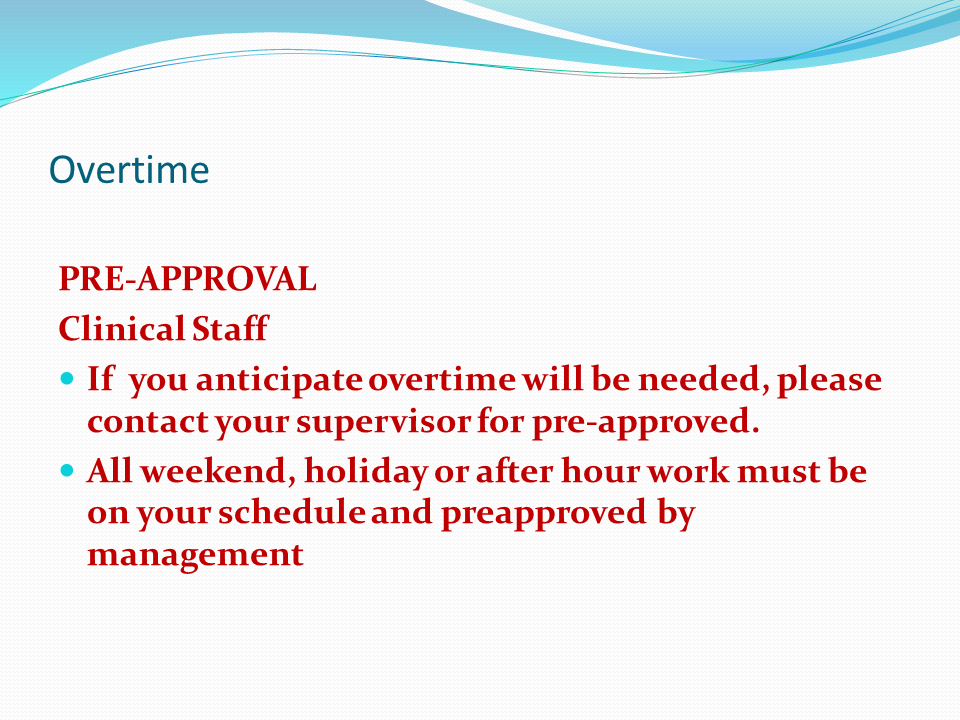 Overtime
PRE-APPROVAL
Clinical Staff
If you anticipate overtime will be needed, please
contact your supervisor for pre-approved.
All weekend, holiday or after hour work must be
on your schedule and preapproved by
management